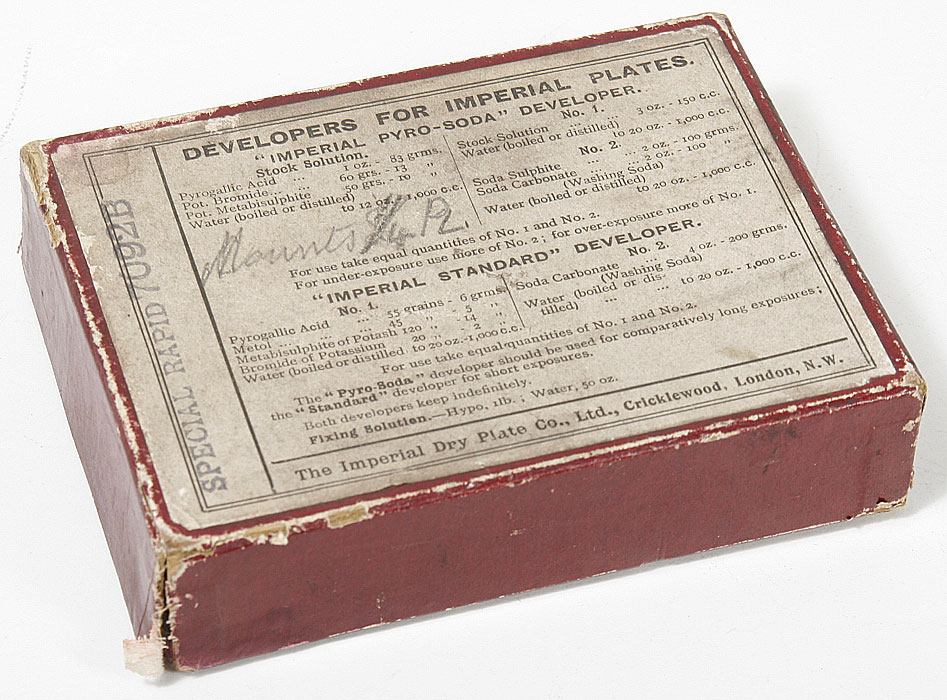 DEVELOPERS FOR IMPERIAL PLATES.
"IMPERIAL PYRO-SODA" DEVELOPER.
Stock Solution.
Pyrogallic Acid ... 1 oz. - 83 grms.
Pot. Bromide... ... 60 grs. - 13 "
Pot. Metabisulphite 50 grs. - 10 "
Water (boiled or distilled) to 12 oz. - 1,000 c.c.
No. 1.
Stock Solution ... ... 3 oz. - 150 c.c.
Water (boiled or distilled) to 20 oz. - 1,000 c.c.
No. 2.
Soda Sulphite ... ... 2 oz. - 100 grms.
Soda Carbonate ... ... 2 oz. - 100 "
(Washing Soda)
Water (boiled or distilled) to 20 oz. - 1,000 c.c.
For use take equal quantities of No. 1 and No. 2.
For under-exposure use more of No. 2; for over-exposure more of No. 1.
Mounts 1/4 Pl
"IMPERIAL STANDARD" DEVELOPER.
No. 1.
Pyrogallic Acid ... 55 grains - 6 grms.
Metol ... ... 45 " - 5 "
Metabisulphite of Potash 120 " - 14 "
Bromide of Potassium 20 " - 2 "
Water (boiled or distilled to 20 oz. - 1,000 c.c.
No. 2.
Soda Carbonate ... 4 oz. - 200 grms.
(Washing Soda)
Water (boiled or dis-
tilled) ... ... to 20 oz. - 1,000 c.c.
For use take equal quantities of No. 1 and No. 2.
The "Pyro-Soda" developer should be used for comparatively long exposures;
the "Standard" developer for short exposures.
Both developers keep indefinitely.
Fixing Solution.—Hypo, 1lb.; Water, 50 oz.
The Imperial Dry Plate Co., Ltd., Cricklewood, London, N.W.
SPECIAL RAPID 7092B